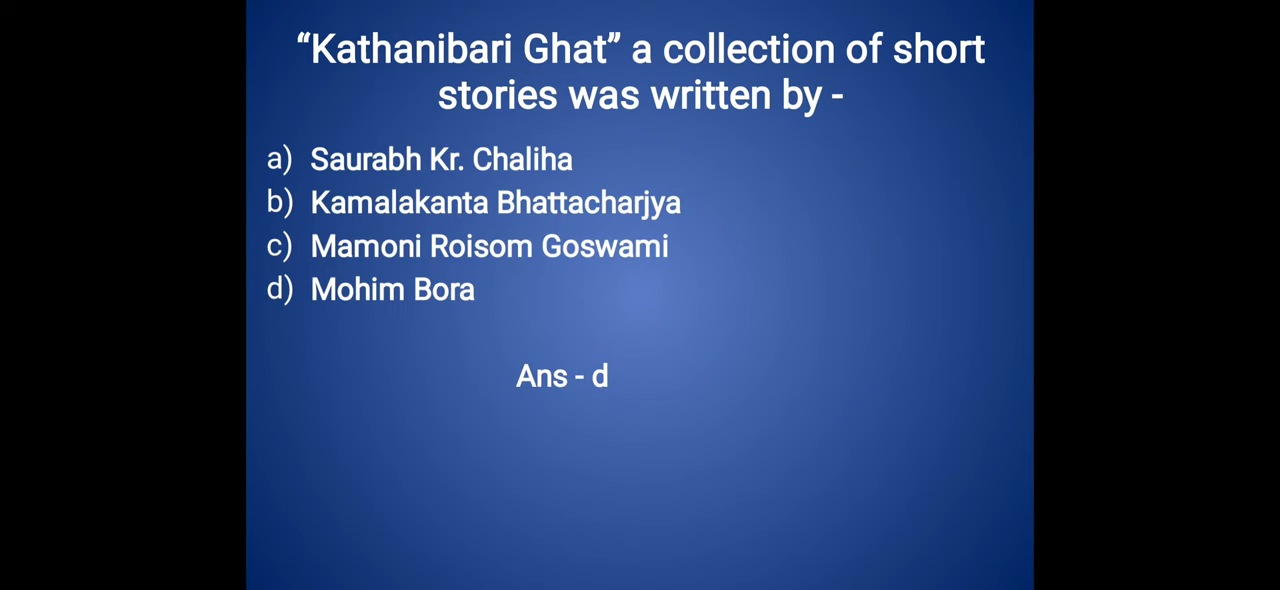 “Kathanibari Ghat” a collection of short
stories was written by -
a) Saurabh Kr. Chaliha
b) Kamalakanta Bhattacharjya
c) Mamoni Roisom Goswami
d) Mohim Bora
Ans - d